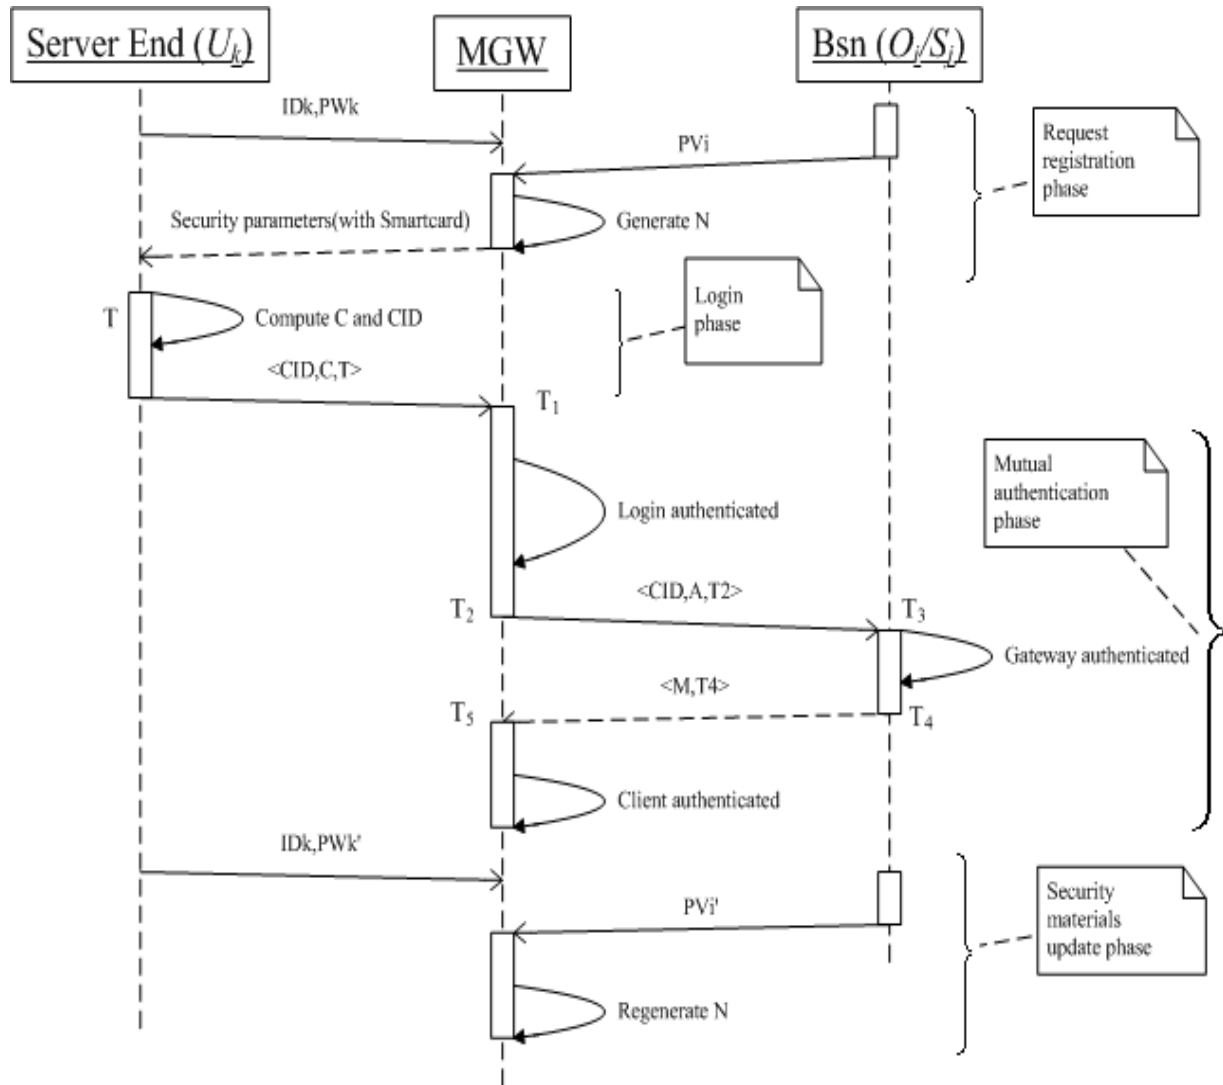 Server End (Uk)
MGW
Bsn (Oi/Sj)
IDk,PWk
PVi
Request
registration
phase
Security parameters(with Smartcard)
Generate N
T
Compute C and CID
Login
phase
<CID,C,T>
T1
Mutual
authentication
phase
Login authenticated
<CID,A,T2>
T2
T3
Gateway authenticated
<M,T4>
T5
T4
Client authenticated
IDk,PWk'
PVi'
Security
materials
update phase
Regenerate N